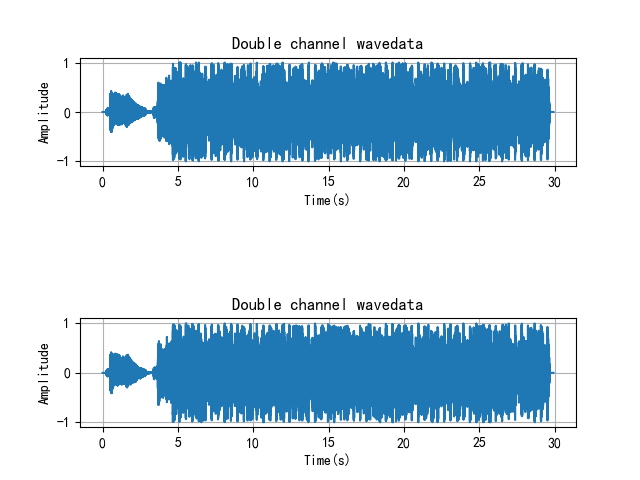 Double channel wavedata
1
0
−1
Amplitude
0 5 10 15 20 25 30
Time(s)
Double channel wavedata
1
0
−1
Amplitude
0 5 10 15 20 25 30
Time(s)